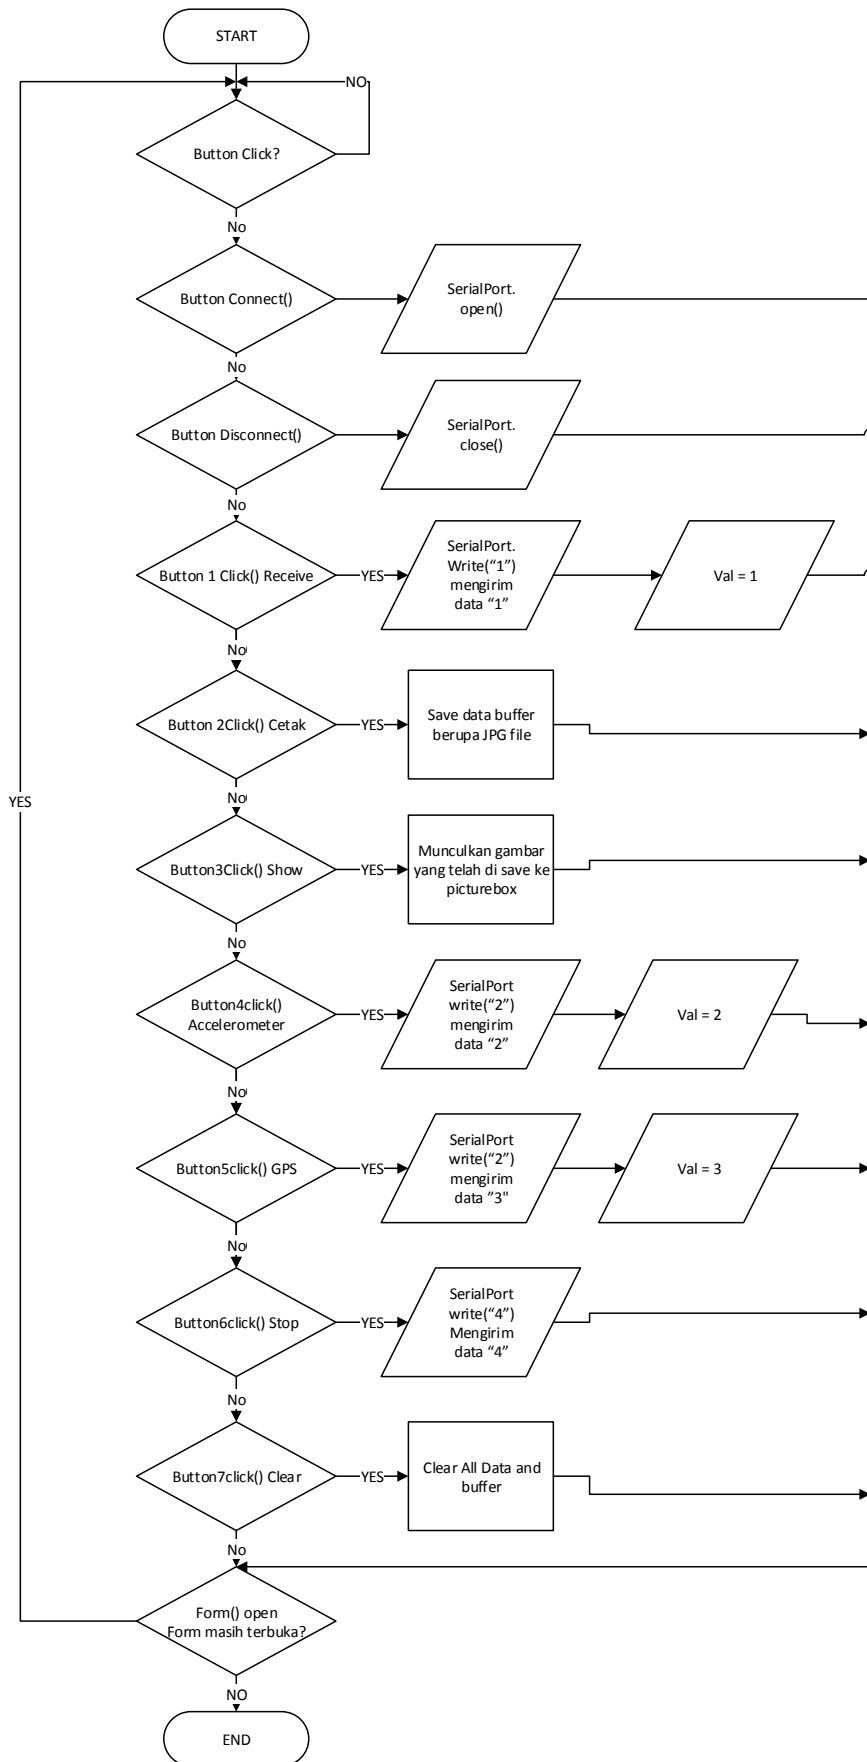 START
NO
Button Click?
No
Button Connect()
SerialPort.
open()
No
Button Disconnect()
SerialPort.
close()
No
Button 1 Click() Receive
YES
SerialPort.
Write(“1”)
mengirim
data “1”
Val = 1
No
Button 2Click() Cetak
YES
Save data buffer
berupa JPG file
No
YES
Button3Click() Show
YES
Munculkan gambar
yang telah di save ke
picturebox
No
Button4click()
Accelerometer
YES
SerialPort
write(“2”)
mengirim
data “2”
Val = 2
No
Button5click() GPS
YES
SerialPort
write(“2”)
mengirim
data ”3"
Val = 3
No
Button6click() Stop
YES
SerialPort
write(“4”)
Mengirim
data “4”
No
Button7click() Clear
YES
Clear All Data and
buffer
No
Form() open
Form masih terbuka?
NO
END